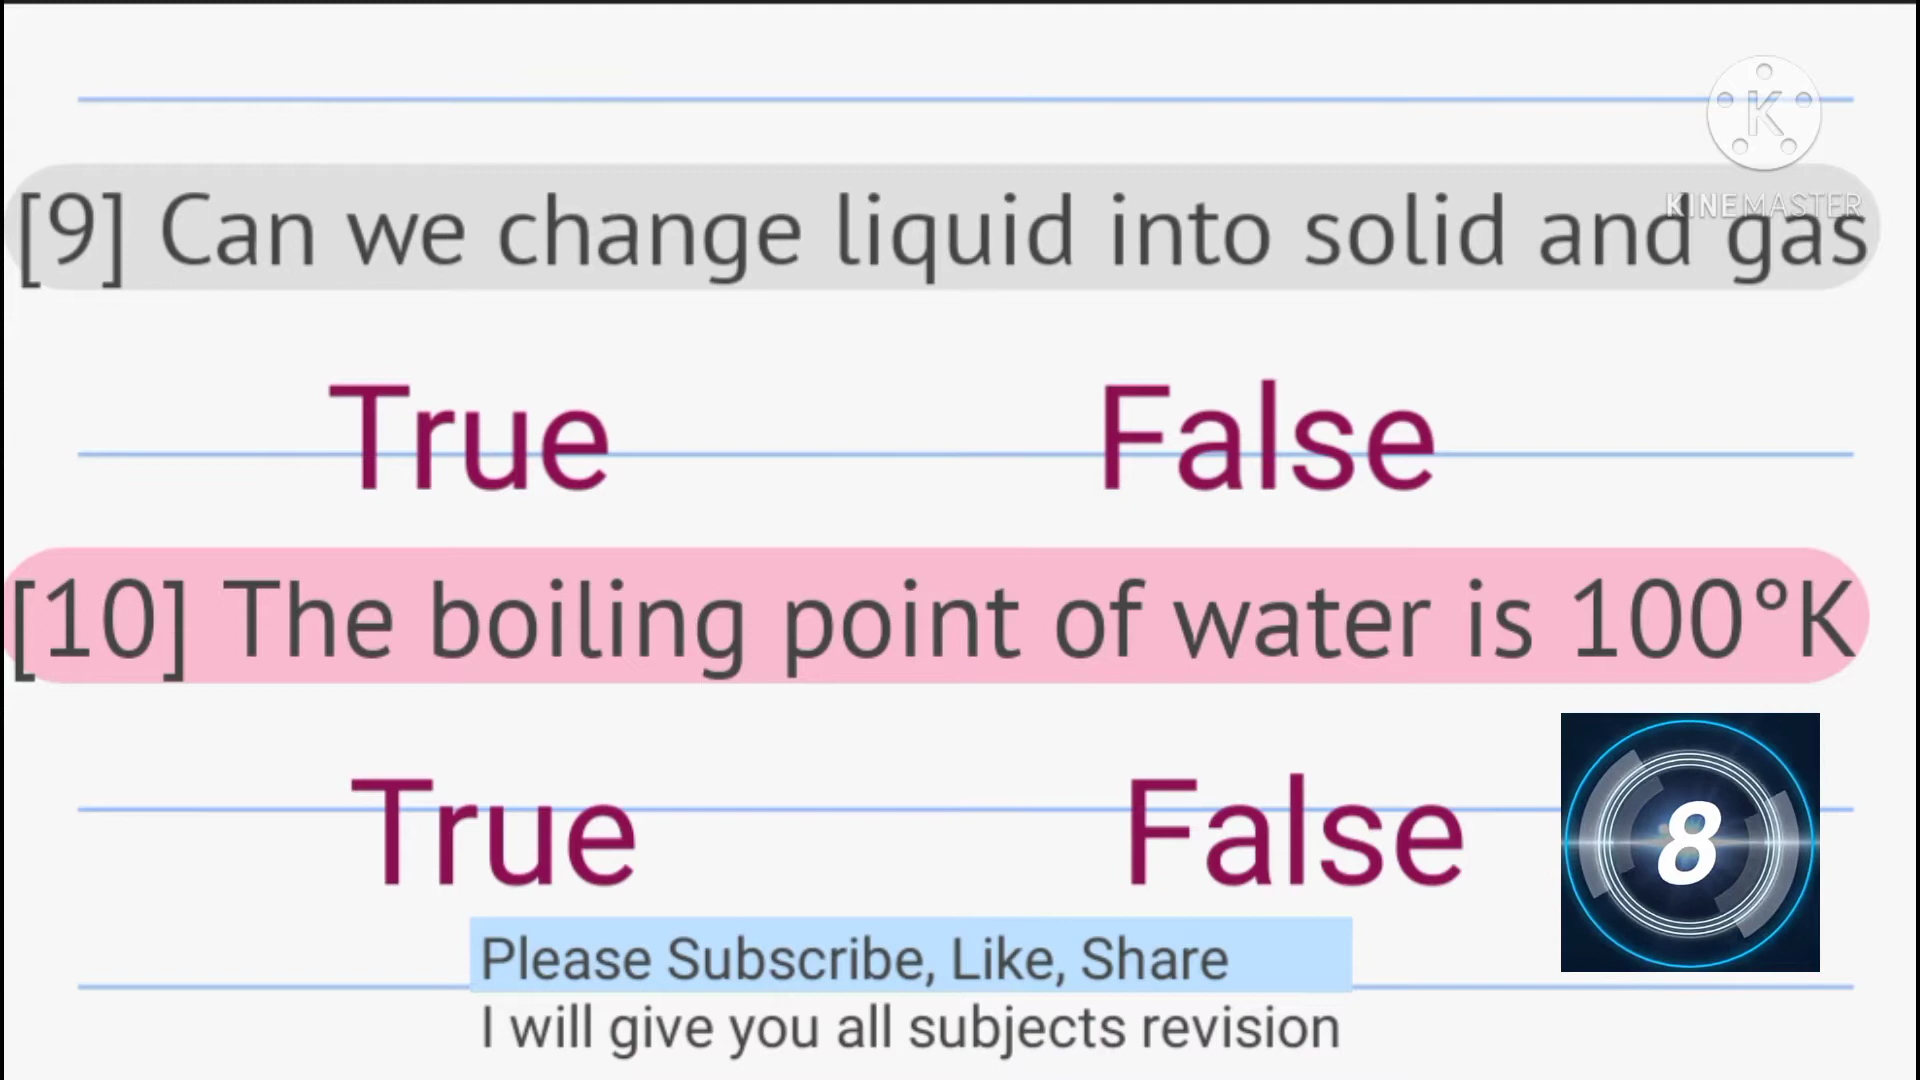 K
KINEMASTER
[9] Can we change liquid into solid and gas
True False
[10] The boiling point of water is 100°K
True False
8
Please Subscribe, Like, Share
I will give you all subjects revision